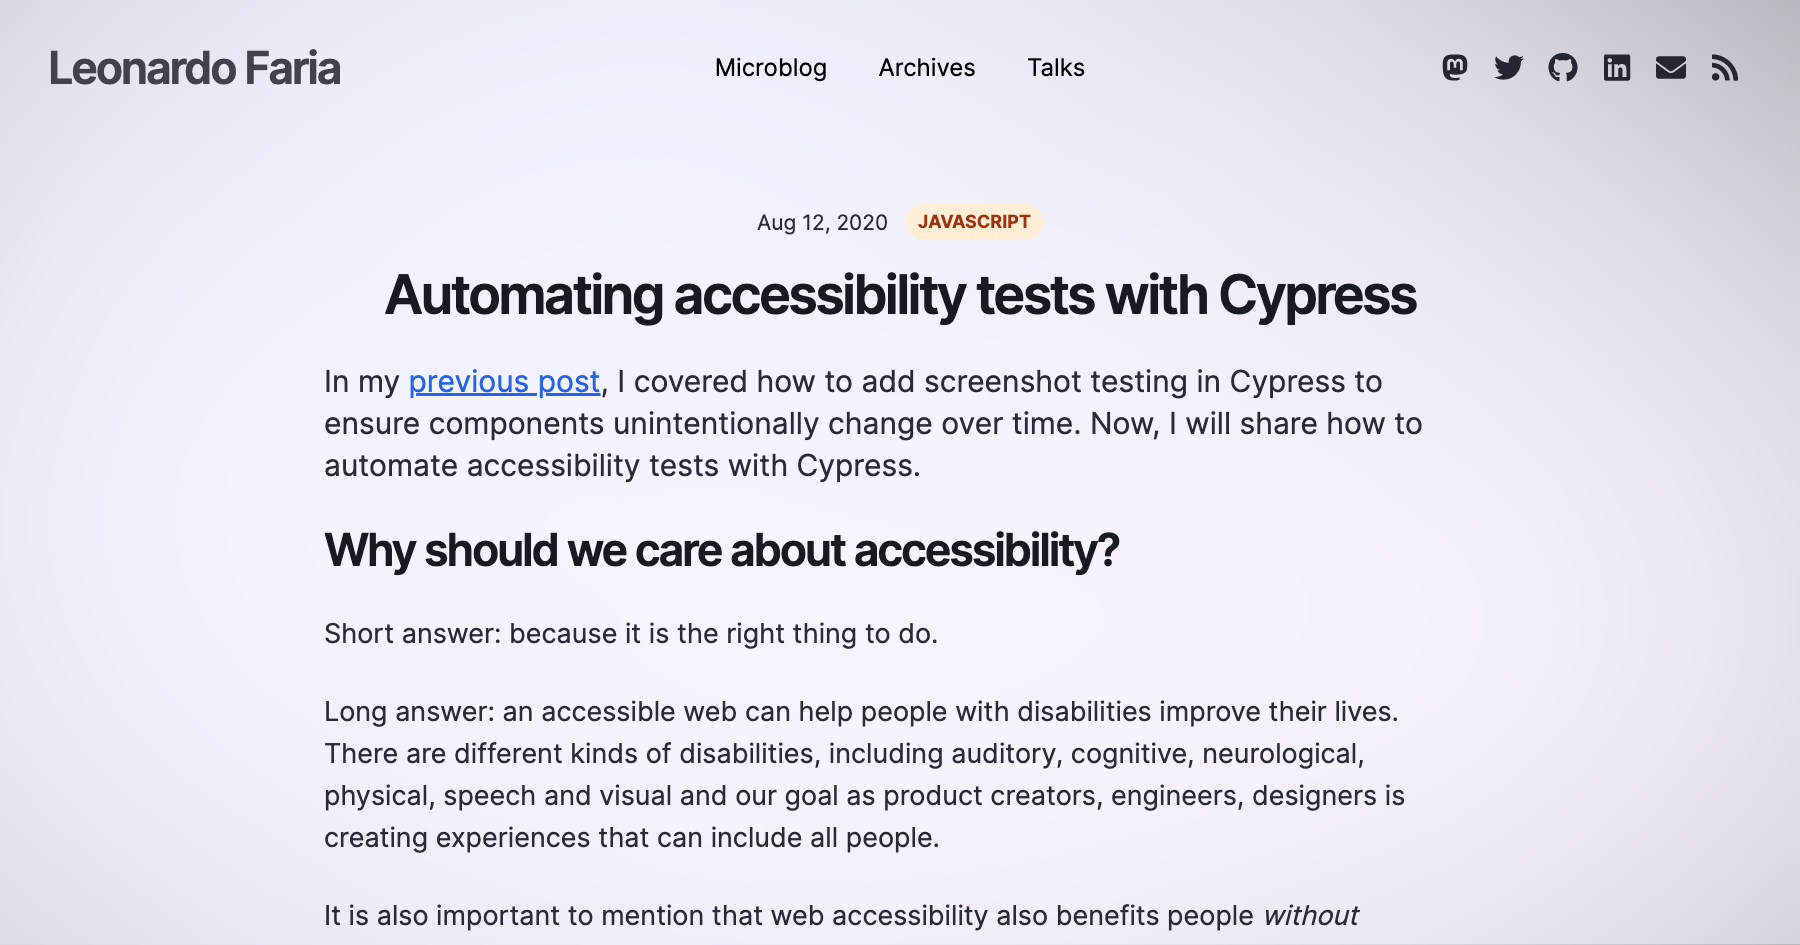 Leonardo Faria
Microblog
Archives
Talks
Aug 12, 2020
JAVASCRIPT
Automating accessibility tests with Cypress
In my previous post, I covered how to add screenshot testing in Cypress to
ensure components unintentionally change over time. Now, I will share how to
automate accessibility tests with Cypress.
Why should we care about accessibility?
Short answer: because it is the right thing to do.
Long answer: an accessible web can help people with disabilities improve their lives.
There are different kinds of disabilities, including auditory, cognitive, neurological,
physical, speech and visual and our goal as product creators, engineers, designers is
creating experiences that can include all people.
It is also important to mention that web accessibility also benefits people without